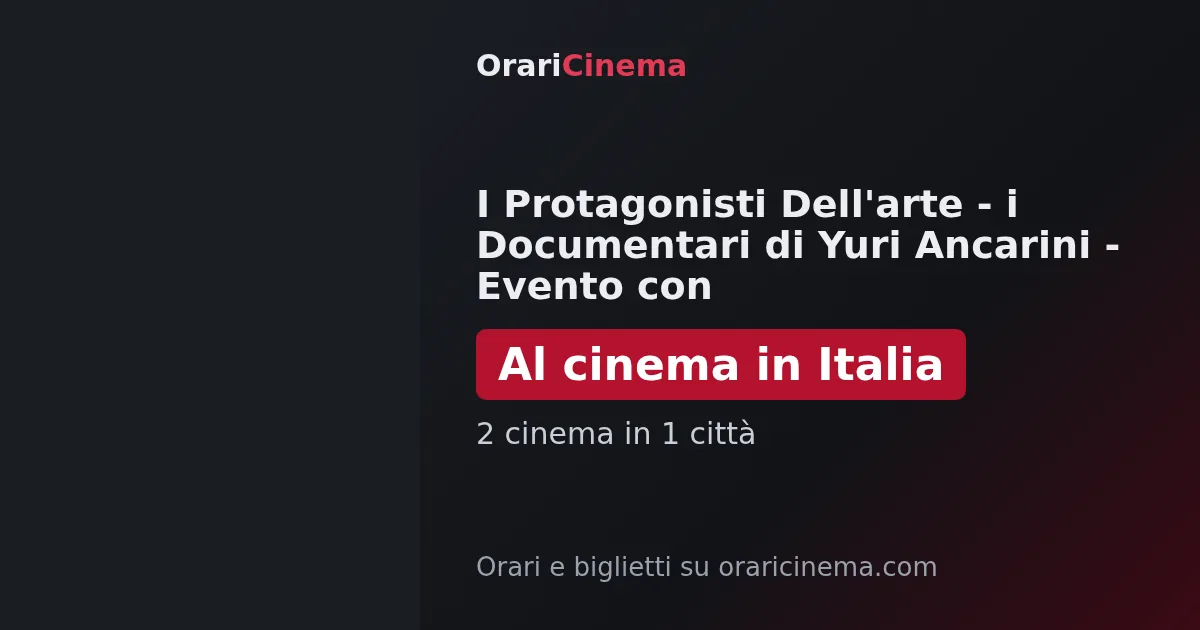 OrariCinema
I Protagonisti Dell'arte - i
Documentari di Yuri Ancarini -
Evento con
Al cinema in Italia
2 cinema in 1 città
Orari e biglietti su oraricinema.com